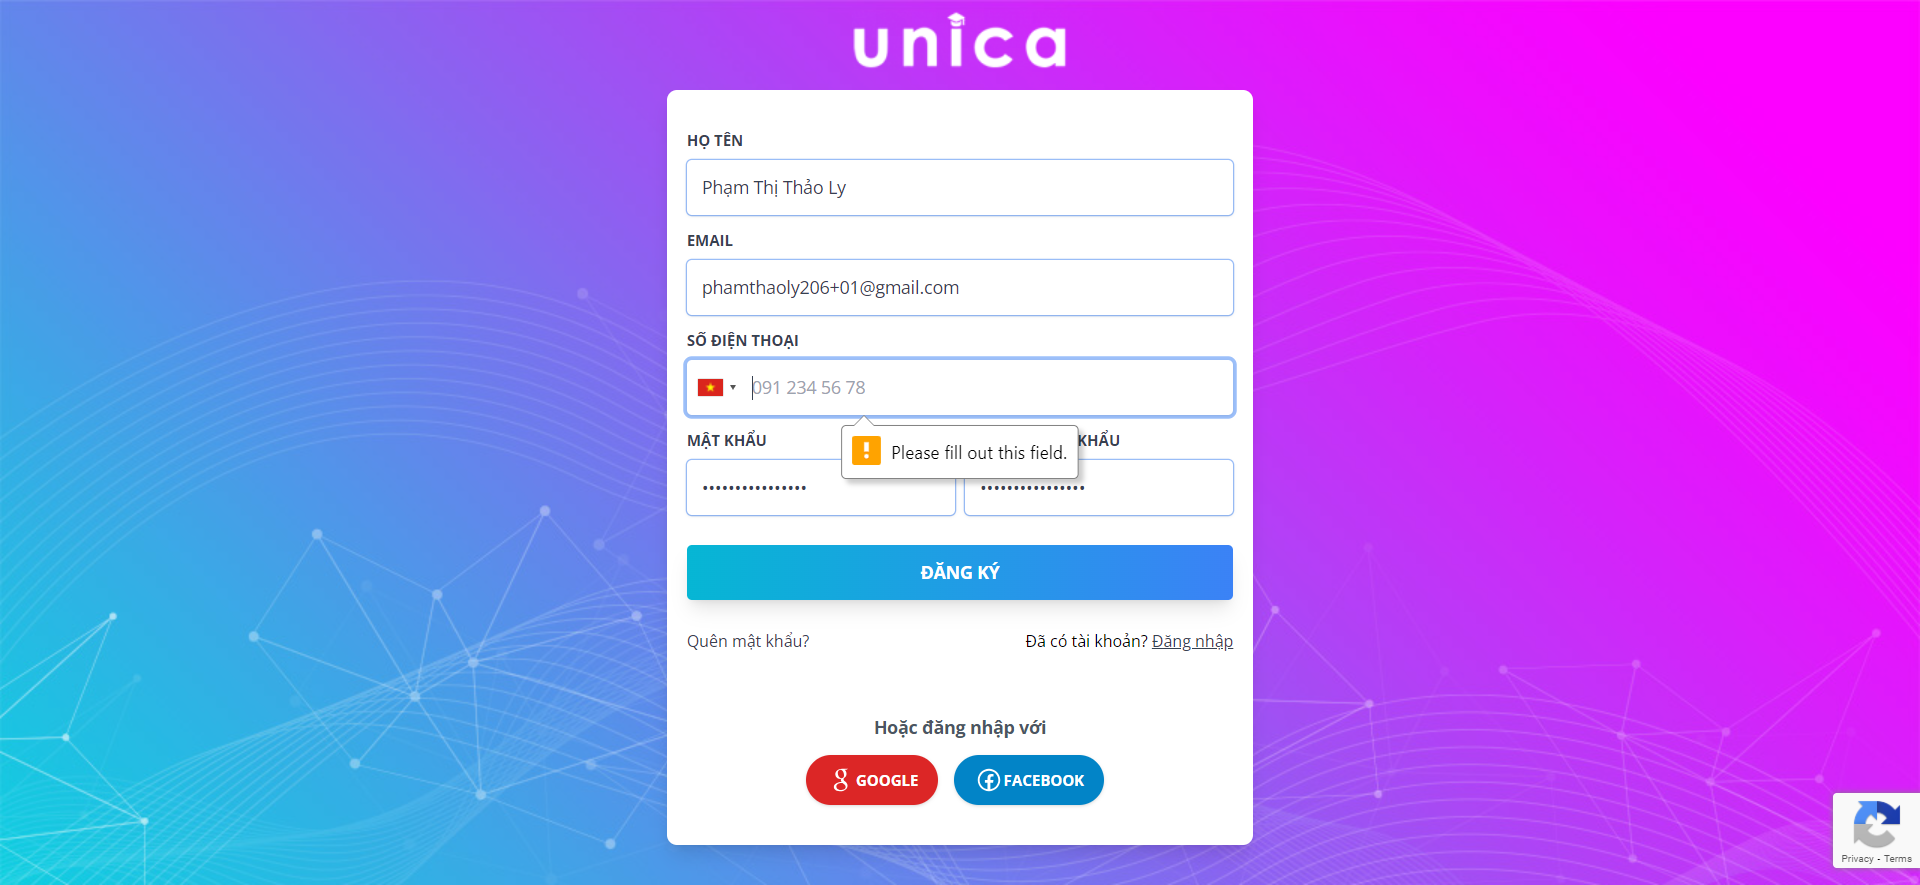 unica
HỌ TÊN
Phạm Thị Thảo Ly
EMAIL
phamthaoly206+01@gmail.com
SỐ ĐIỆN THOẠI
091 234 56 78
MẬT KHẨU
KHẨU
Please fill out this field.
ĐĂNG KÝ
Quên mật khẩu?
Đã có tài khoản? Đăng nhập
Hoặc đăng nhập với
GOOGLE
FACEBOOK
Privacy - Terms